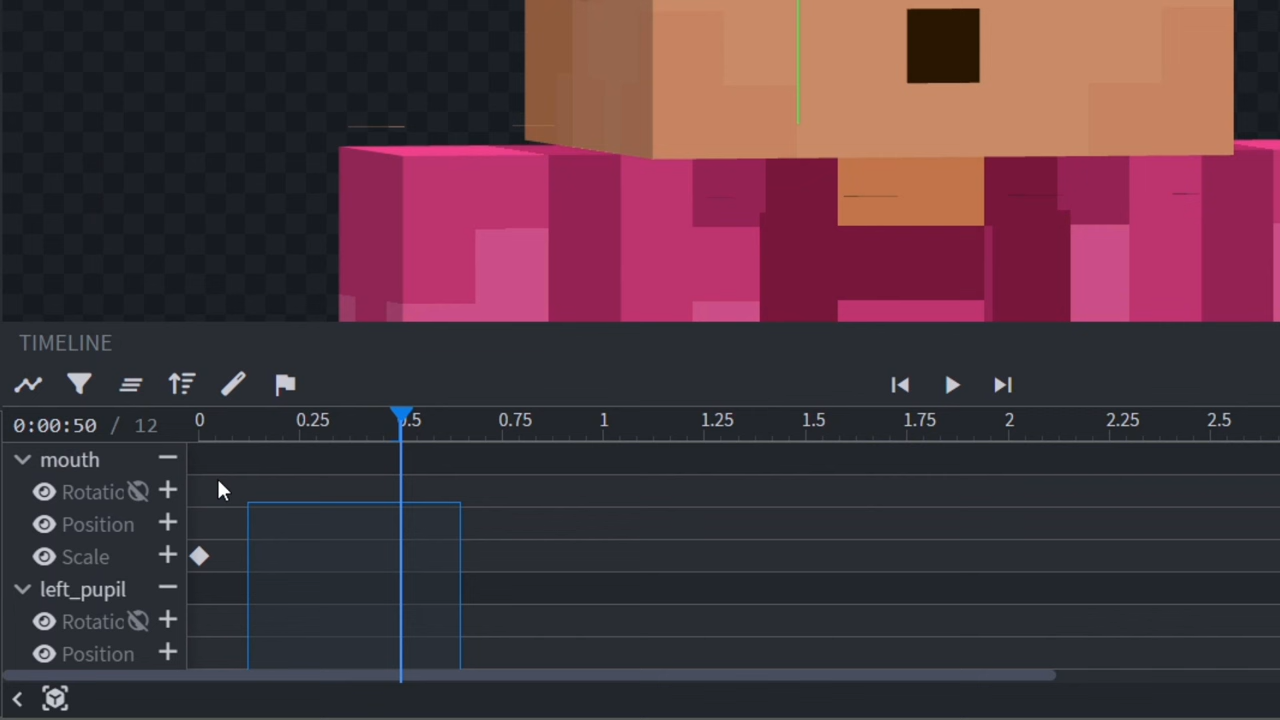 TIMELINE
0:00:50 / 12 0 0.25 0.5 0.75 1 1.25 1.5 1.75 2 2.25 2.5
mouth
Rotatio
Position
Scale
left_pupil
Rotatio
Position